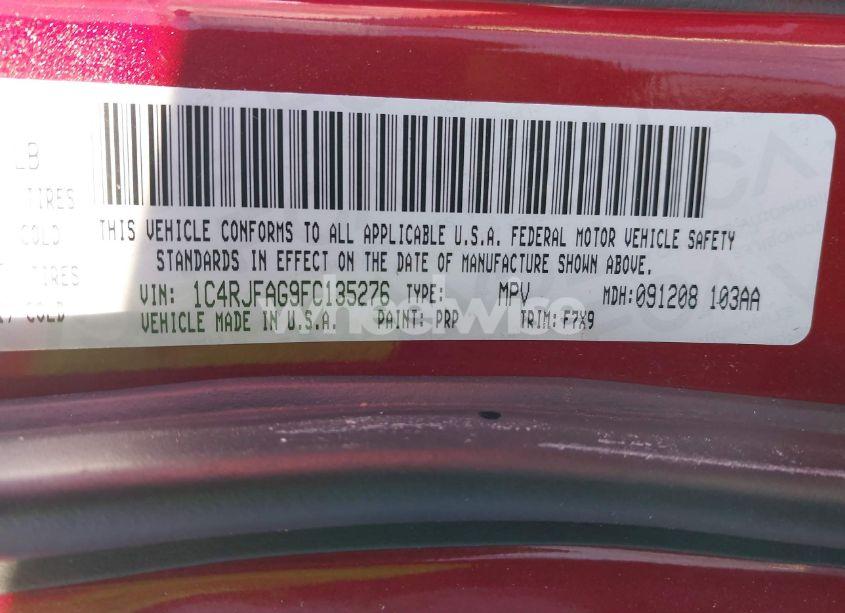 LB
TIRES
COLD
THIS VEHICLE CONFORMS TO ALL APPLICABLE U.S.A. FEDERAL MOTOR VEHICLE SAFETY
STANDARDS IN EFFECT ON THE DATE OF MANUFACTURE SHOWN ABOVE.
TIRES
VIN: 1C4RJFAG9FC135276 TYPE: MPV MDH:091208 103AA
COLD
VEHICLE MADE IN U.S.A. PAINT: PRP TRIM: F7X9
wheelwise